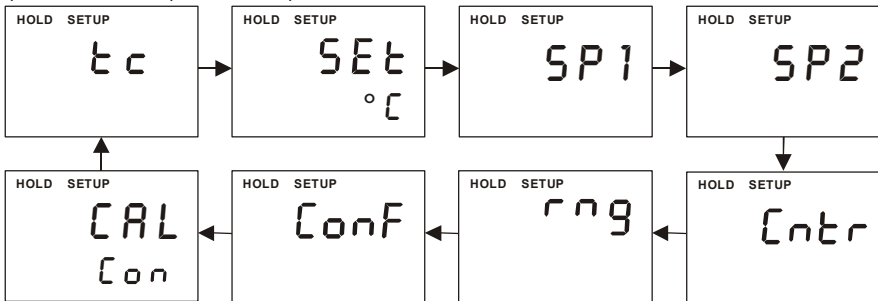 HOLD SETUP
tc
HOLD SETUP
SEt
°C
HOLD SETUP
SP1
HOLD SETUP
SP2
HOLD SETUP
CAL
Con
HOLD SETUP
ConF
HOLD SETUP
rng
HOLD SETUP
Cntr